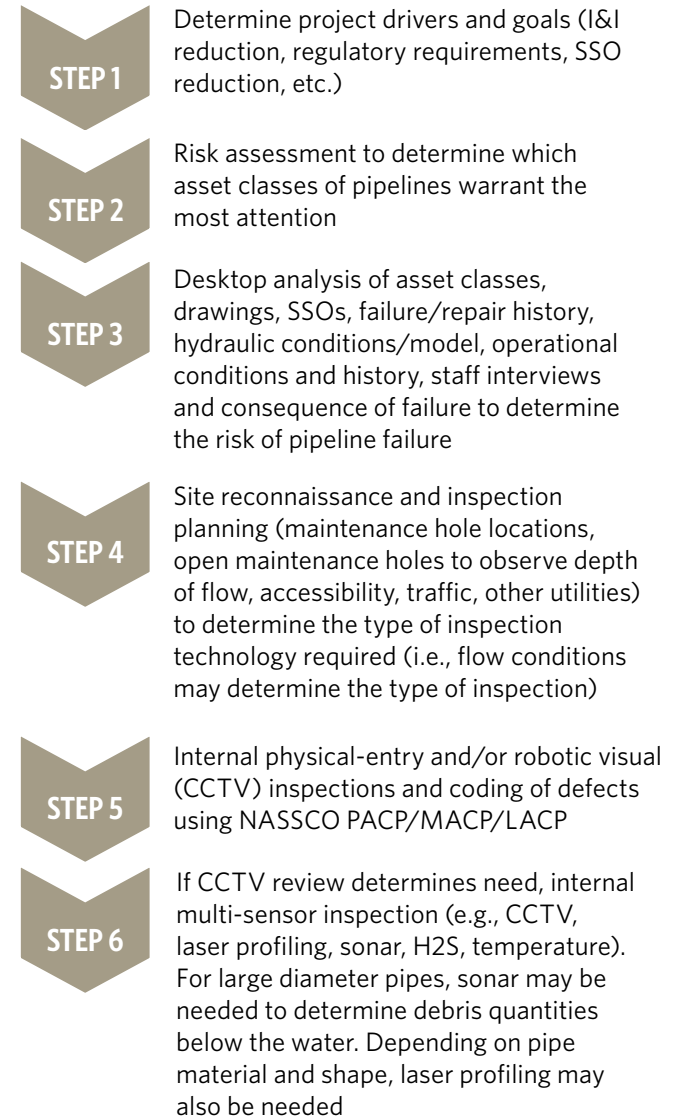 STEP 1
Determine project drivers and goals (I&I
reduction, regulatory requirements, SSO
reduction, etc.)
STEP 2
Risk assessment to determine which
asset classes of pipelines warrant the
most attention
STEP 3
Desktop analysis of asset classes,
drawings, SSOs, failure/repair history,
hydraulic conditions/model, operational
conditions and history, staff interviews
and consequence of failure to determine
the risk of pipeline failure
STEP 4
Site reconnaissance and inspection
planning (maintenance hole locations,
open maintenance holes to observe depth
of flow, accessibility, traffic, other utilities)
to determine the type of inspection
technology required (i.e., flow conditions
may determine the type of inspection)
STEP 5
Internal physical-entry and/or robotic visual
(CCTV) inspections and coding of defects
using NASSCO PACP/MACP/LACP
STEP 6
If CCTV review determines need, internal
multi-sensor inspection (e.g., CCTV,
laser profiling, sonar, H2S, temperature).
For large diameter pipes, sonar may be
needed to determine debris quantities
below the water. Depending on pipe
material and shape, laser profiling may
also be needed